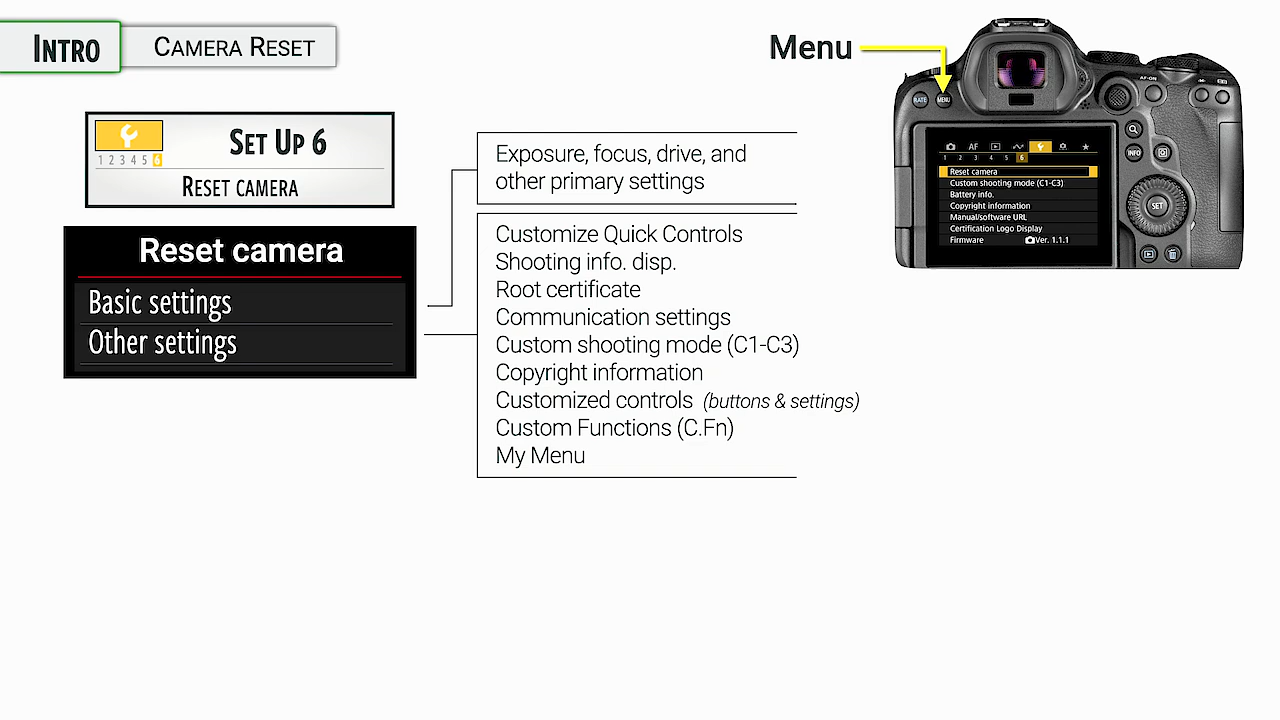 INTRO
CAMERA RESET
Menu
SET UP 6
1 2 3 4 5 6
RESET CAMERA
Reset camera
Basic settings
Other settings
Exposure, focus, drive, and
other primary settings
Customize Quick Controls
Shooting info. disp.
Root certificate
Communication settings
Custom shooting mode (C1-C3)
Copyright information
Customized controls (buttons & settings)
Custom Functions (C.Fn)
My Menu
RATE
MENU
AF-ON
INFO
SET
AF
1 2 3 4 5 6
Reset camera
Custom shooting mode (C1-C3)
Battery info.
Copyright information
Manual/software URL
Certification Logo Display
Firmware Ver. 1.1.1